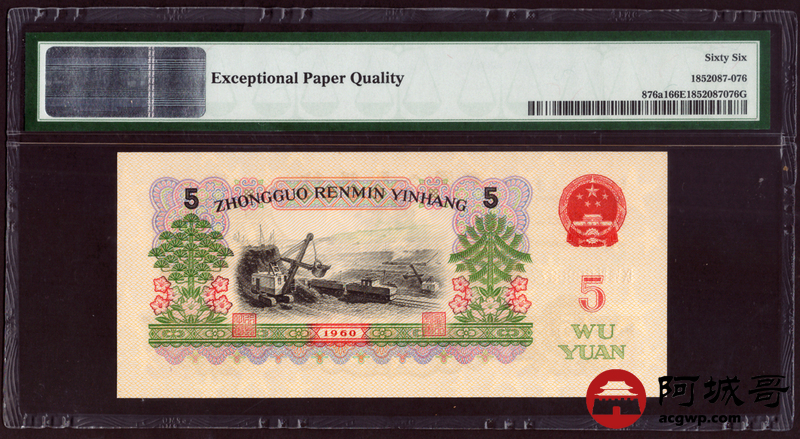 Exceptional Paper Quality
Sixty Six
1852087-076
876a166E1852087076G
5
ZHONGGUO RENMIN YINHANG
5
5
WU
YUAN
1960
阿城哥
acgwp.com